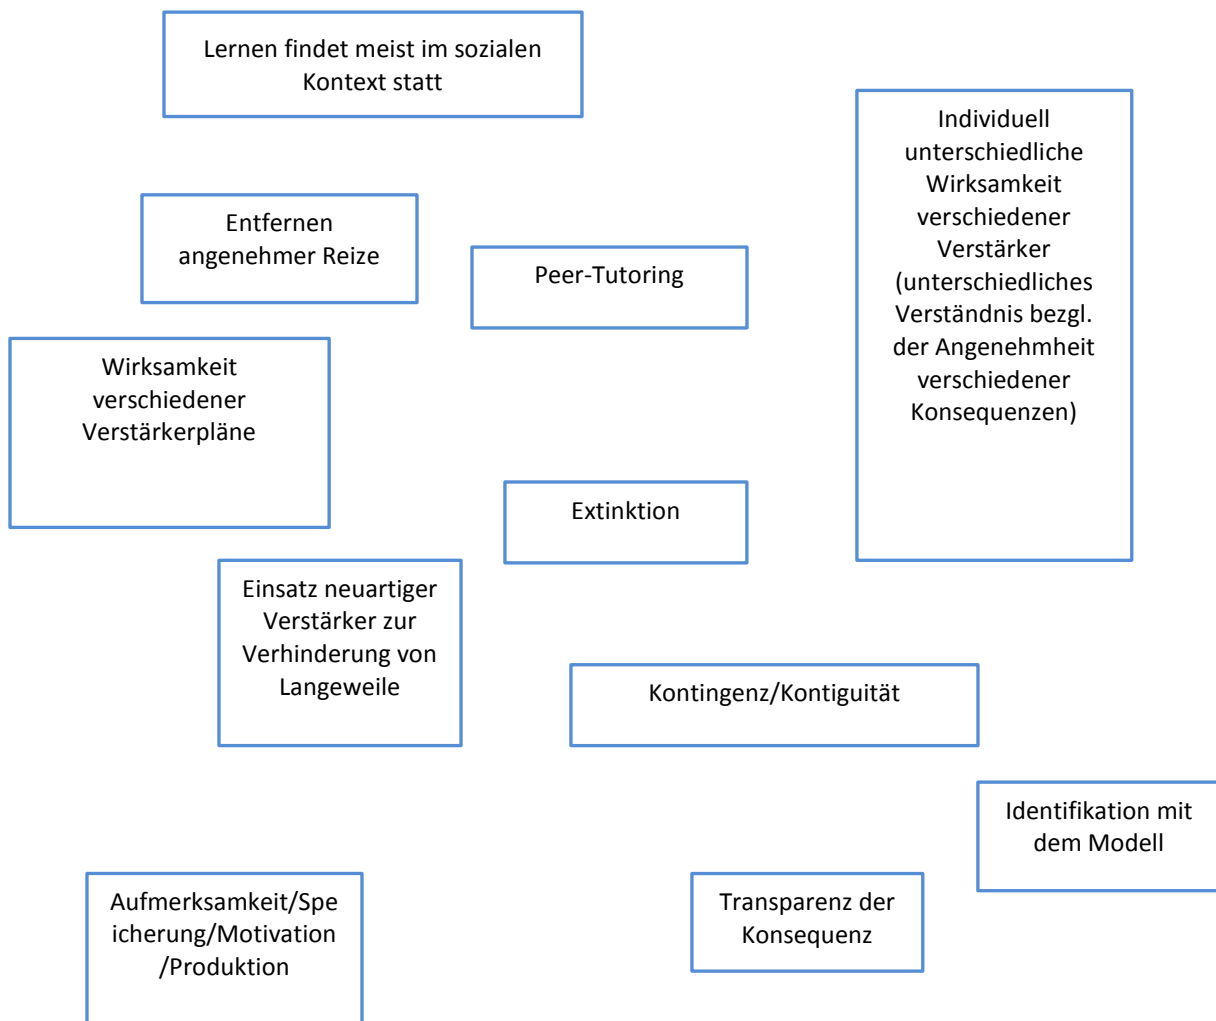 Lernen findet meist im sozialen
Kontext statt
Individuell
unterschiedliche
Wirksamkeit
verschiedener
Verstärker
(unterschiedliches
Verständnis bezgl.
der Angenehmheit
verschiedener
Konsequenzen)
Entfernen
angenehmer Reize
Peer-Tutoring
Wirksamkeit
verschiedener
Verstärkerpläne
Extinktion
Einsatz neuartiger
Verstärker zur
Verhinderung von
Langeweile
Kontingenz/Kontiguität
Identifikation mit
dem Modell
Aufmerksamkeit/Spe
icherung/Motivation
/Produktion
Transparenz der
Konsequenz